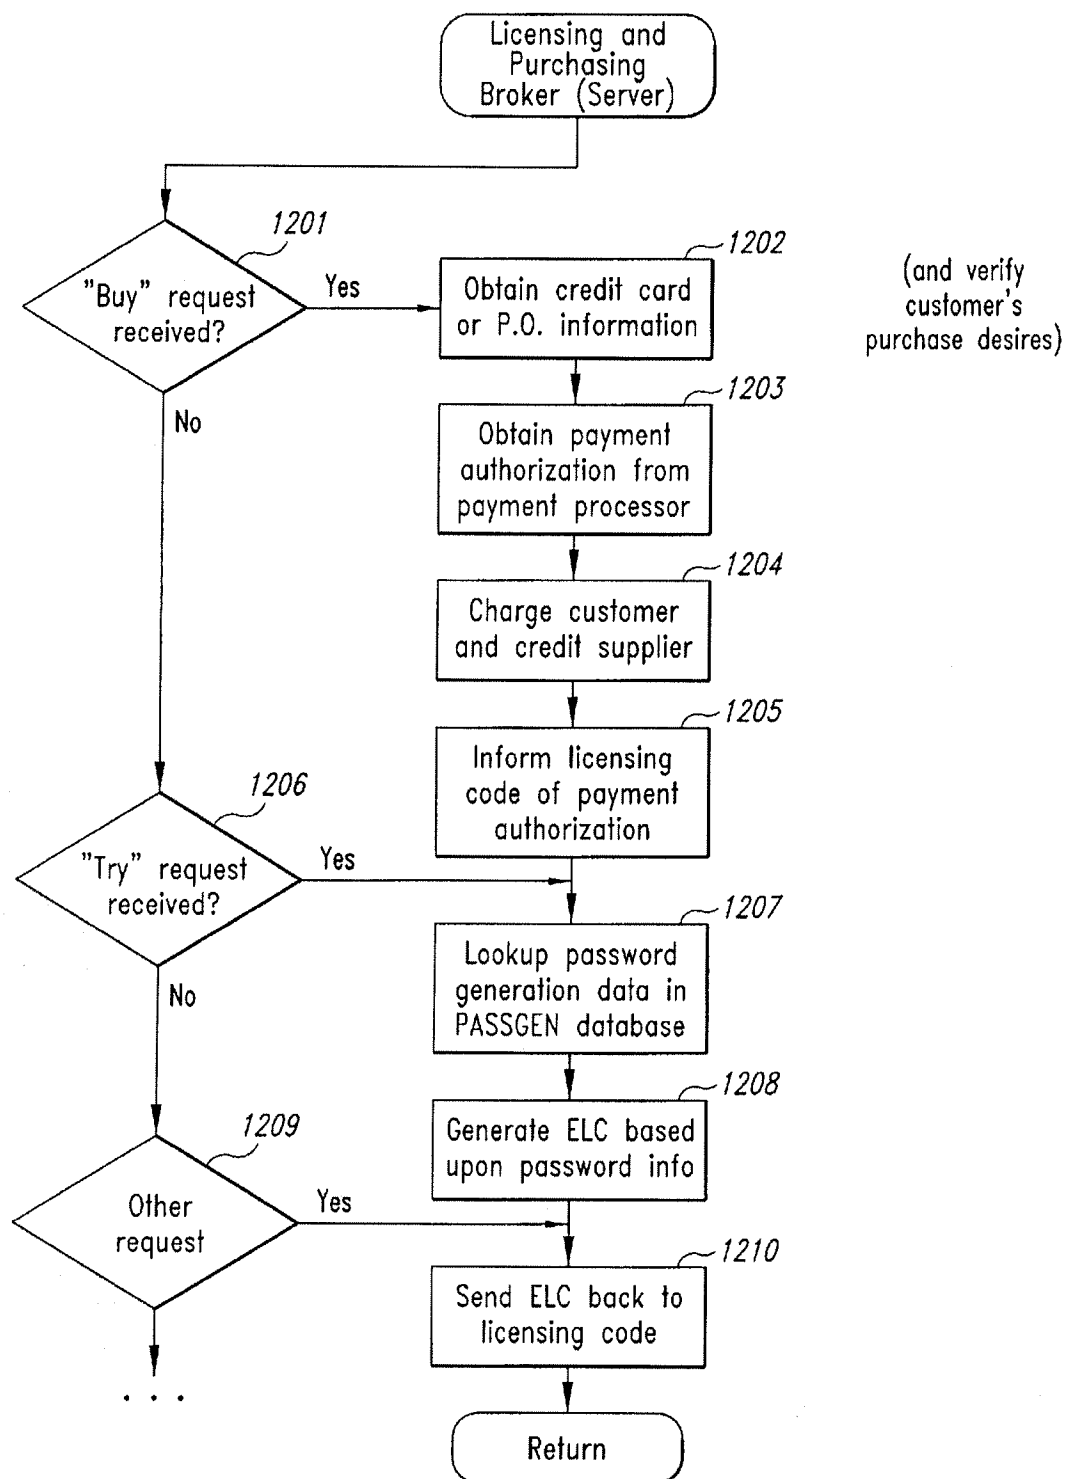 Licensing and
Purchasing
Broker (Server)
1201
"Buy" request
received?
Yes
No
1202
Obtain credit card
or P.O. information
(and verify
customer's
purchase desires)
1203
Obtain payment
authorization from
payment processor
1204
Charge customer
and credit supplier
1205
Inform licensing
code of payment
authorization
1206
"Try" request
received?
Yes
No
1207
Lookup password
generation data in
PASSGEN database
1208
Generate ELC based
upon password info
1209
Other
request
Yes
. . .
1210
Send ELC back to
licensing code
Return